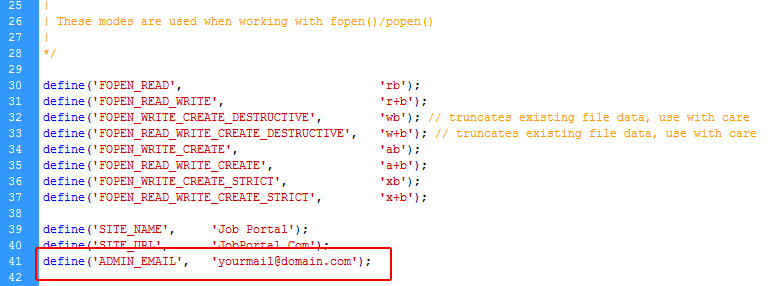 25 |
26 | These modes are used when working with fopen()/popen()
27 |
28 */
29
30 define('FOPEN_READ', 'rb');
31 define('FOPEN_READ_WRITE', 'r+b');
32 define('FOPEN_WRITE_CREATE_DESTRUCTIVE', 'wb'); // truncates existing file data, use with care
33 define('FOPEN_READ_WRITE_CREATE_DESTRUCTIVE', 'w+b'); // truncates existing file data, use with care
34 define('FOPEN_WRITE_CREATE', 'ab');
35 define('FOPEN_READ_WRITE_CREATE', 'a+b');
36 define('FOPEN_WRITE_CREATE_STRICT', 'xb');
37 define('FOPEN_READ_WRITE_CREATE_STRICT', 'x+b');
38
39 define('SITE_NAME', 'Job Portal');
40 define('SITE_URL', 'JobPortal.Com');
41 define('ADMIN_EMAIL', 'yourmail@domain.com');
42